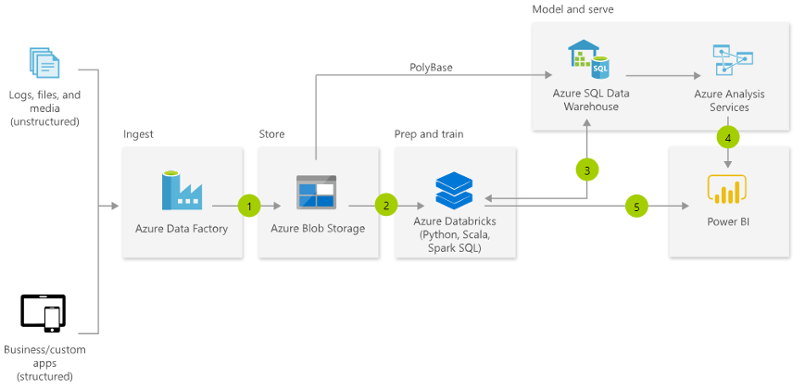 Model and serve
PolyBase
SQL
Logs, files, and
media
(unstructured)
Azure SQL Data
Warehouse
Azure Analysis
Services
Ingest
Store
Prep and train
3
4
1
2
5
Azure Data Factory
Azure Blob Storage
Azure Databricks
(Python, Scala,
Spark SQL)
Power BI
Business/custom
apps
(structured)